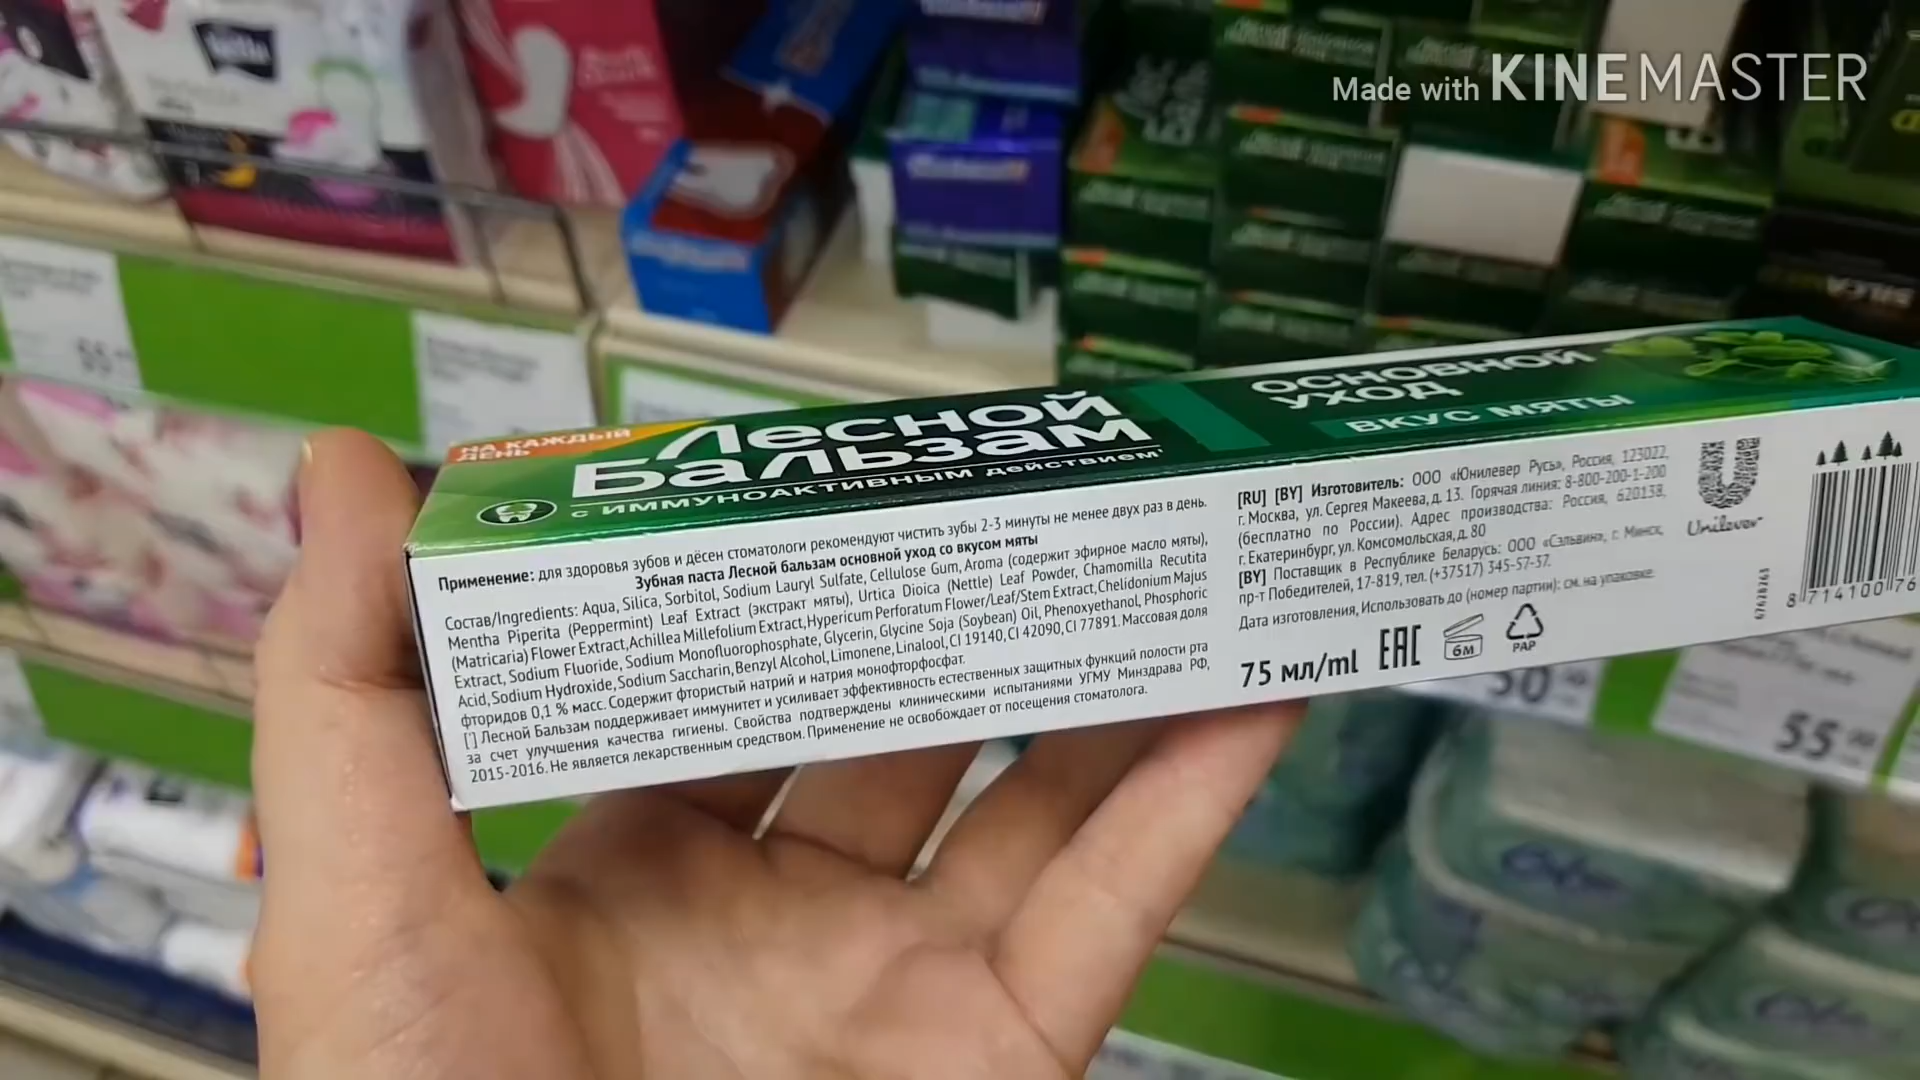 Made with KINEMASTER
НА КАЖДЫЙ
ДЕНЬ
Лесной
Бальзам
с иммуноактивным действием*
ОСНОВНОЙ
УХОД
ВКУС МЯТЫ
Применение: для здоровья зубов и дёсен стоматологи рекомендуют чистить зубы 2-3 минуты не менее двух раз в день.
Зубная паста Лесной бальзам основной уход со вкусом мяты
Состав/Ingredients: Aqua, Silica, Sorbitol, Sodium Lauryl Sulfate, Cellulose Gum, Aroma (содержит эфирное масло мяты),
Mentha Piperita (Peppermint) Leaf Extract (экстракт мяты), Urtica Dioica (Nettle) Leaf Powder, Chamomilla Recutita
(Matricaria) Flower Extract, Achillea Millefolium Extract, Hypericum Perforatum Flower/Leaf/Stem Extract, Chelidonium Majus
Extract, Sodium Fluoride, Sodium Monofluorophosphate, Glycerin, Glycine Soja (Soybean) Oil, Phenoxyethanol, Phosphoric
Acid, Sodium Hydroxide, Sodium Saccharin, Benzyl Alcohol, Limonene, Linalool, CI 19140, CI 42090, CI 77891. Массовая доля
фторидов 0,1 % масс. Содержит фтористый натрий и натрия монофторфосфат.
[*] Лесной Бальзам поддерживает иммунитет и усиливает эффективность естественных защитных функций полости рта
за счет улучшения качества гигиены. Свойства подтверждены клиническими испытаниями УГМУ Минздрава РФ,
2015-2016. Не является лекарственным средством. Применение не освобождает от посещения стоматолога.
[RU] [BY] Изготовитель: ООО «Юнилевер Русь», Россия, 123022,
г. Москва, ул. Сергея Макеева, д. 13. Горячая линия: 8-800-200-1-200
(бесплатно по России). Адрес производства: Россия, 620138,
г. Екатеринбург, ул. Комсомольская, д. 80
[BY] Поставщик в Республике Беларусь: ООО «Сэльвин», г. Минск,
пр-т Победителей, 17-819, тел. (+37517) 345-57-37.
Дата изготовления, Использовать до (номер партии): см. на упаковке.
75 мл/ml
EAC
6М
PAP
Unilever
67628263
8 714100 76
55
50
55